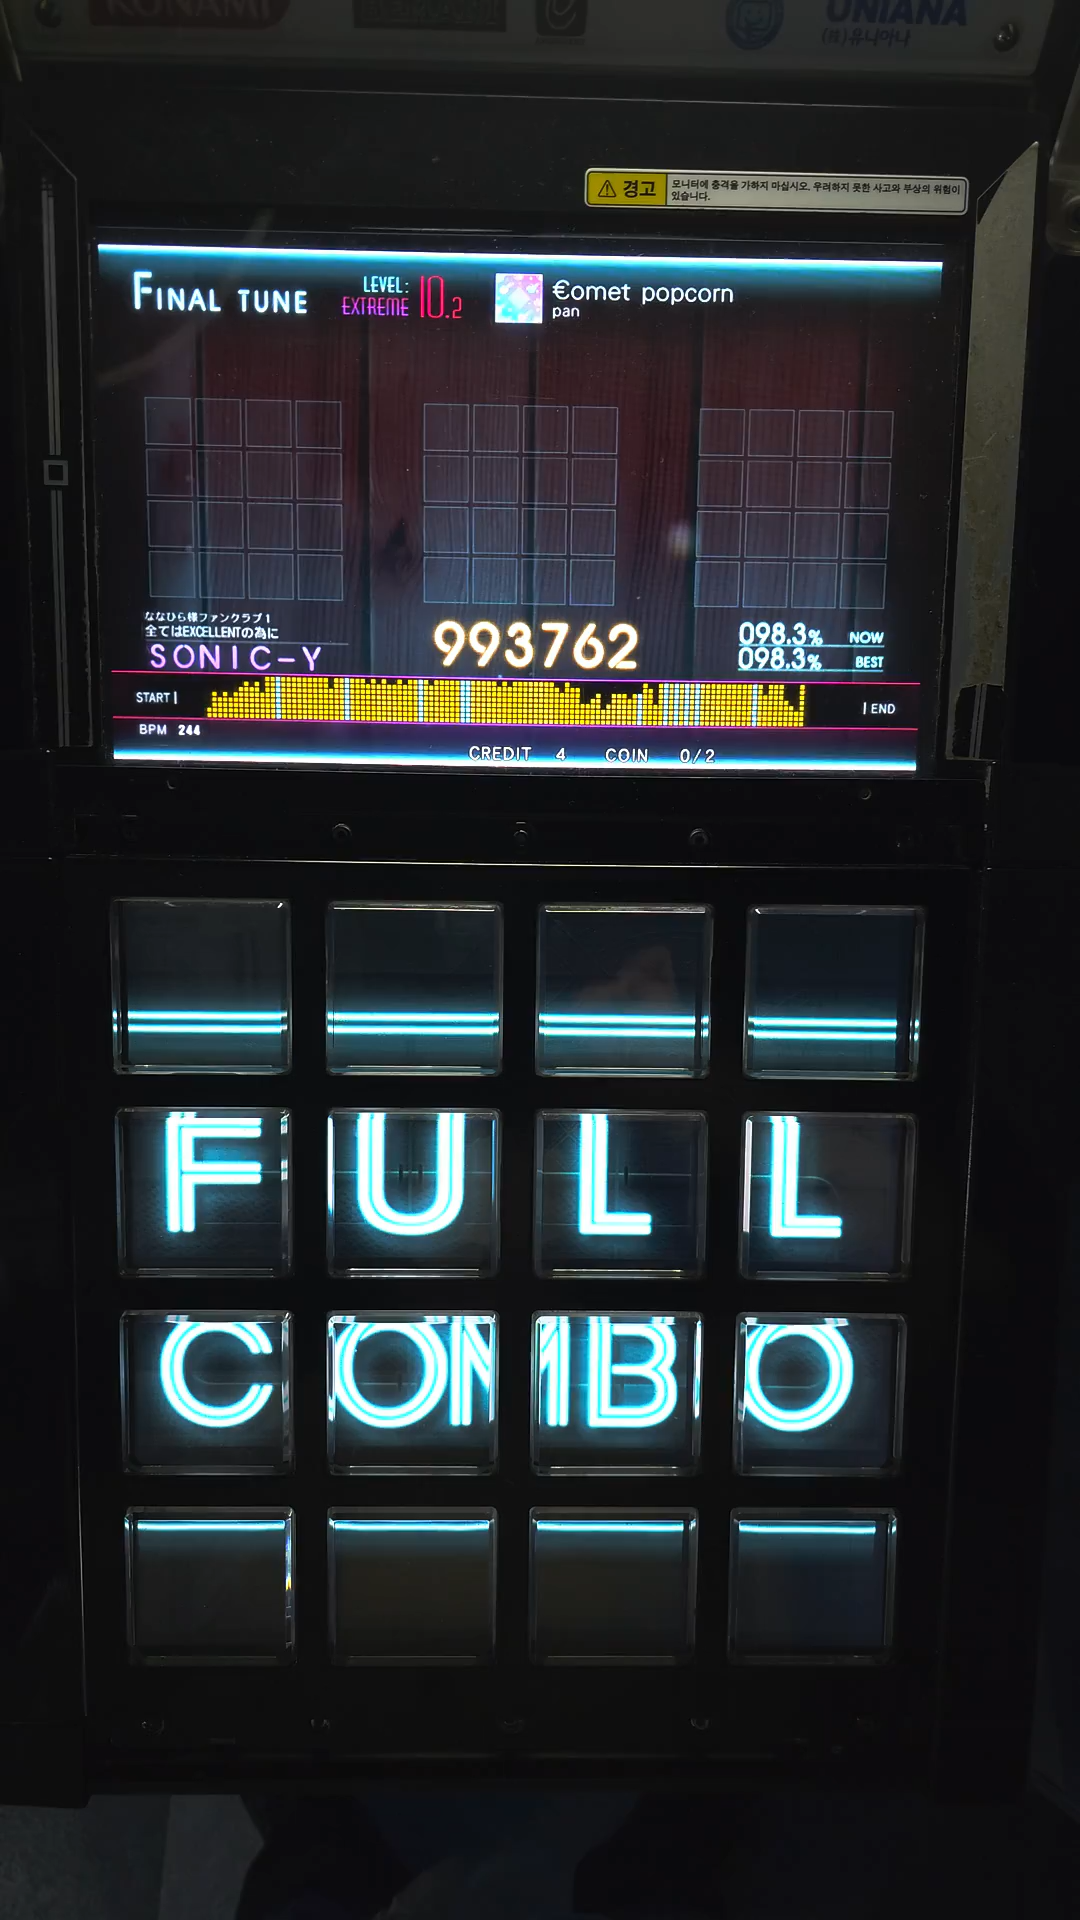 KONAMI
UNIANA
(株)유니아나
경고
모니터에 충격을 가하지 마십시오. 우려하지 못한 사고와 부상의 위험이
있습니다.
FINAL TUNE
LEVEL:
EXTREME 10.2
€omet popcorn
pan
ななひら様ファンクラブ1
全てはEXCELLENTの為に
SONIC-Y
993762
098.3% NOW
098.3% BEST
START
END
BPM 244
CREDIT 4 COIN 0/2
FULL
COMBO